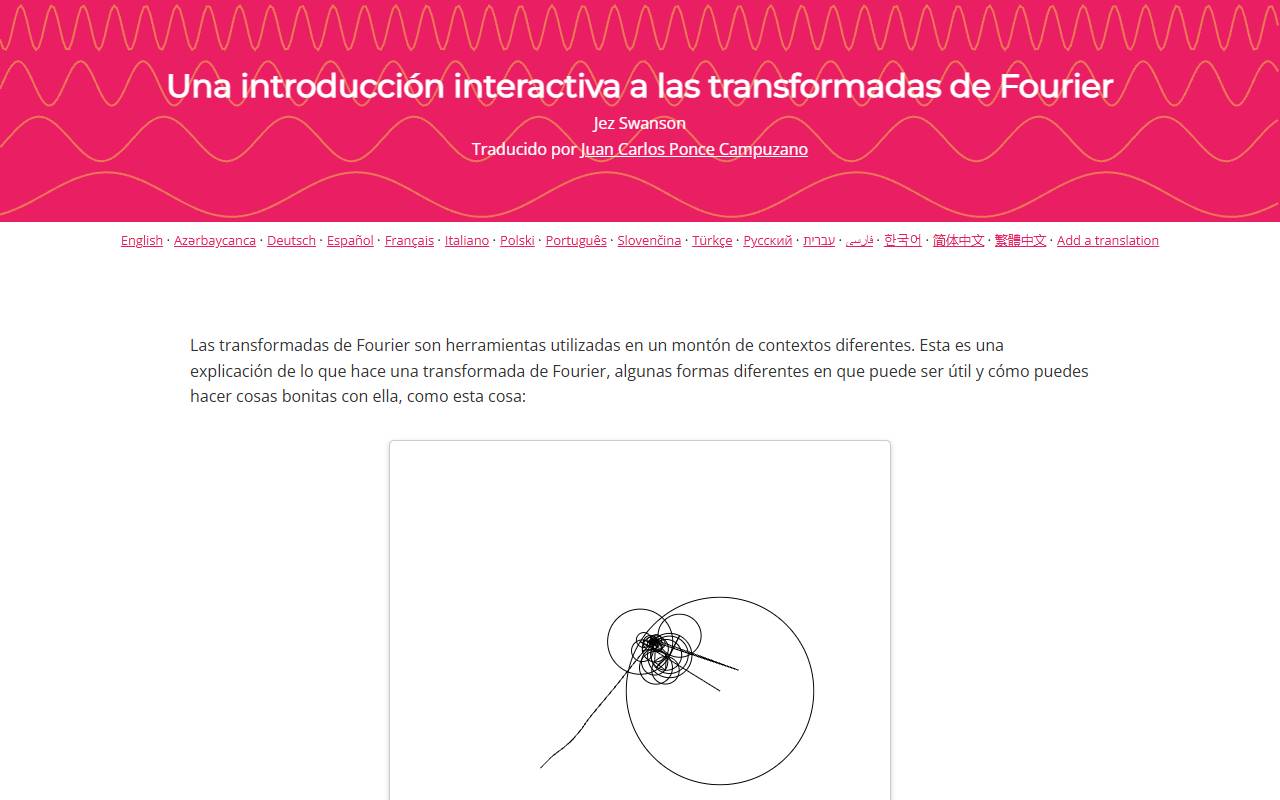 Una introducción interactiva a las transformadas de Fourier
Jez Swanson
Traducido por Juan Carlos Ponce Campuzano
English · Azərbaycanca · Deutsch · Español · Français · Italiano · Polski · Português · Slovenčina · Türkçe · Русский · עברית · فارسی · 한국어 · 简体中文 · 繁體中文 · Add a translation
Las transformadas de Fourier son herramientas utilizadas en un montón de contextos diferentes. Esta es una
explicación de lo que hace una transformada de Fourier, algunas formas diferentes en que puede ser útil y cómo puedes
hacer cosas bonitas con ella, como esta cosa: